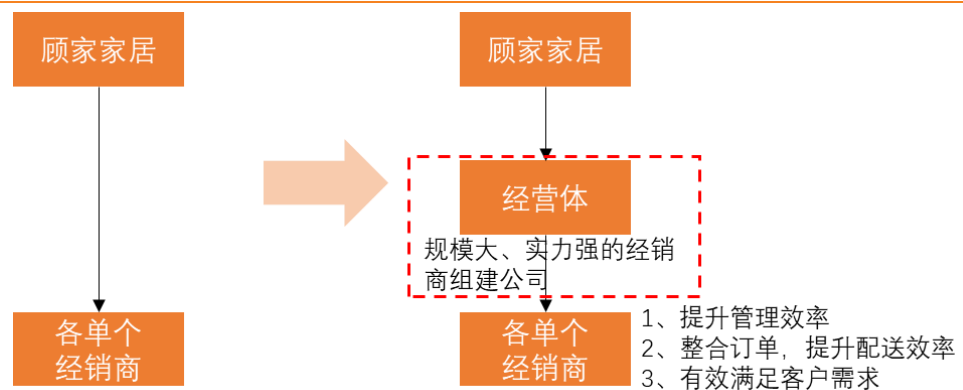 顾家家居
各单个
经销商
顾家家居
经营体
规模大、实力强的经销
商组建公司
各单个
经销商
1、提升管理效率
2、整合订单，提升配送效率
3、有效满足客户需求